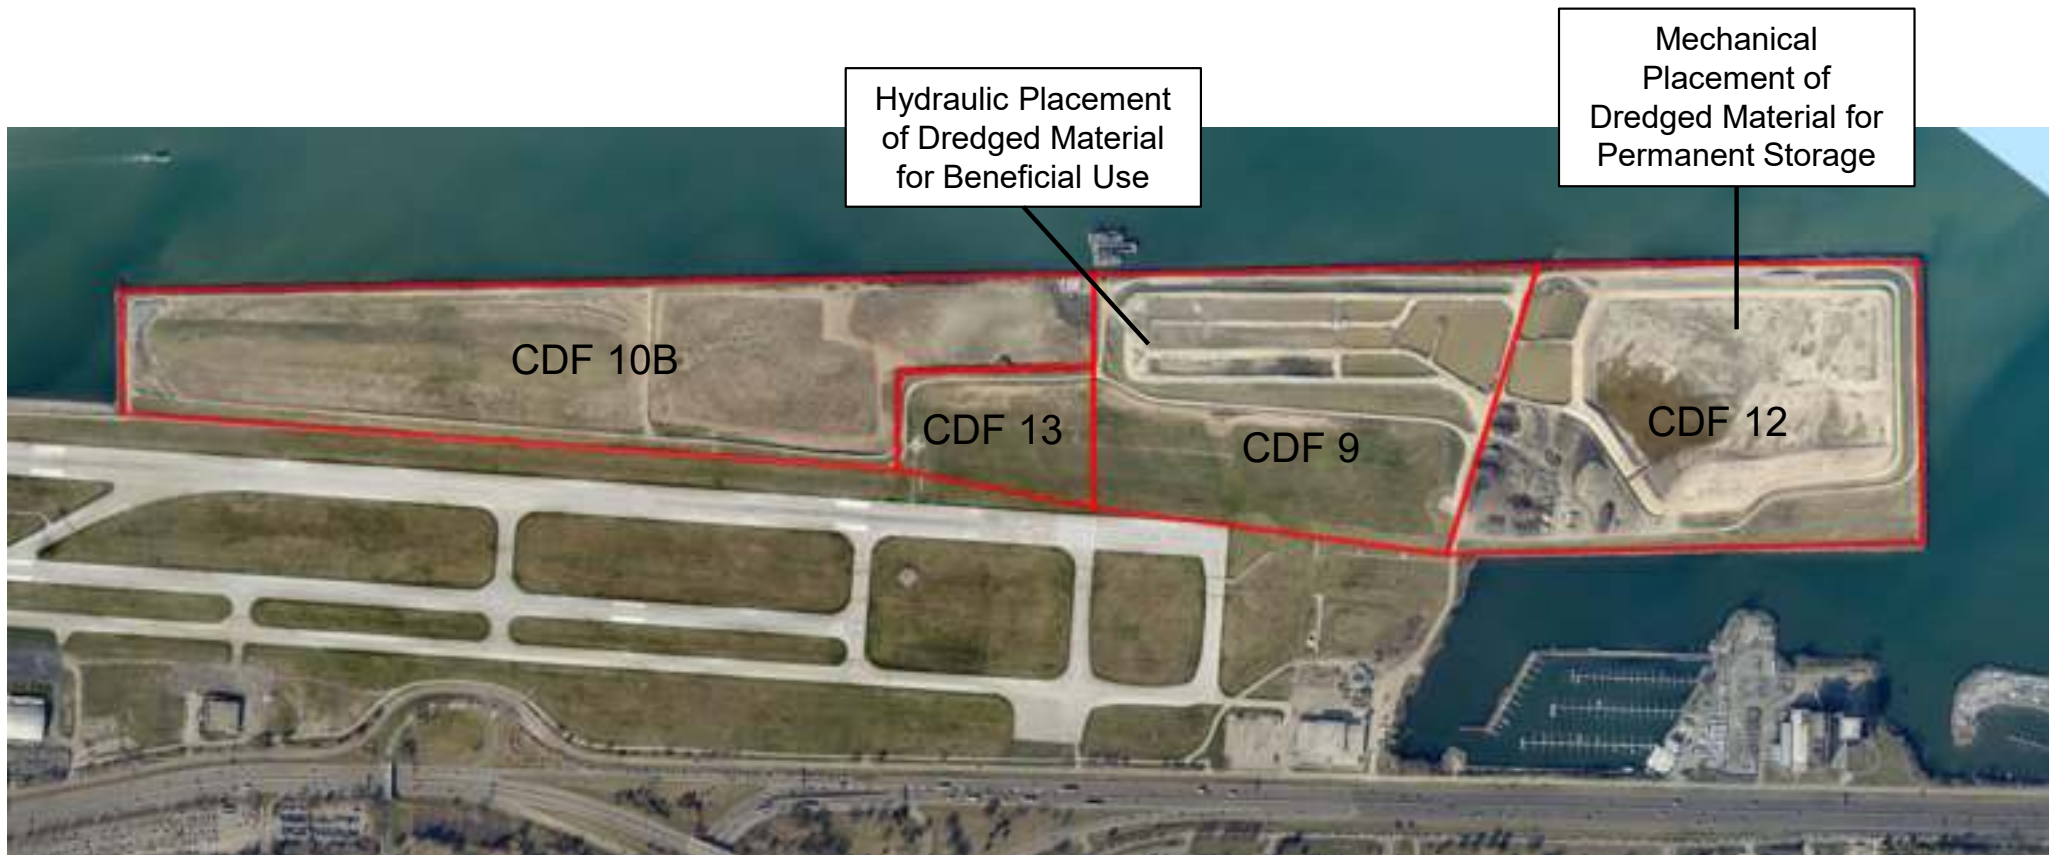 Mechanical
Placement of
Dredged Material for
Permanent Storage
Hydraulic Placement
of Dredged Material
for Beneficial Use
CDF 10B
CDF 13
CDF 9
CDF 12